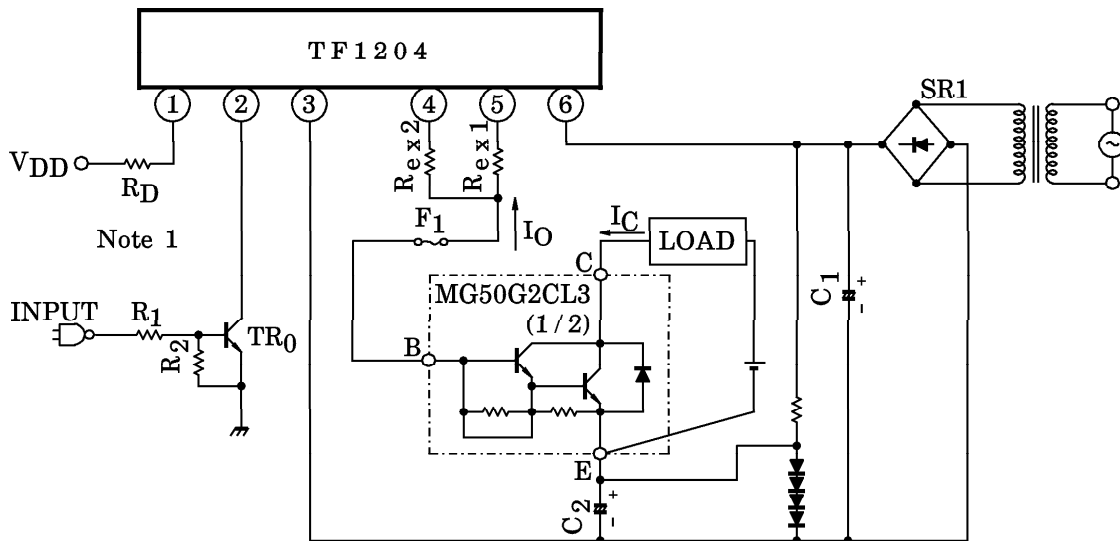 TF1204
1 2 3 4 5 6
SR1
VDD
RD
Rex2
Rex1
F1
IO
IC
LOAD
Note 1
C
MG50G2CL3
(1/2)
C1
+
-
INPUT
R1
R2
TR0
B
E
C2
+
-